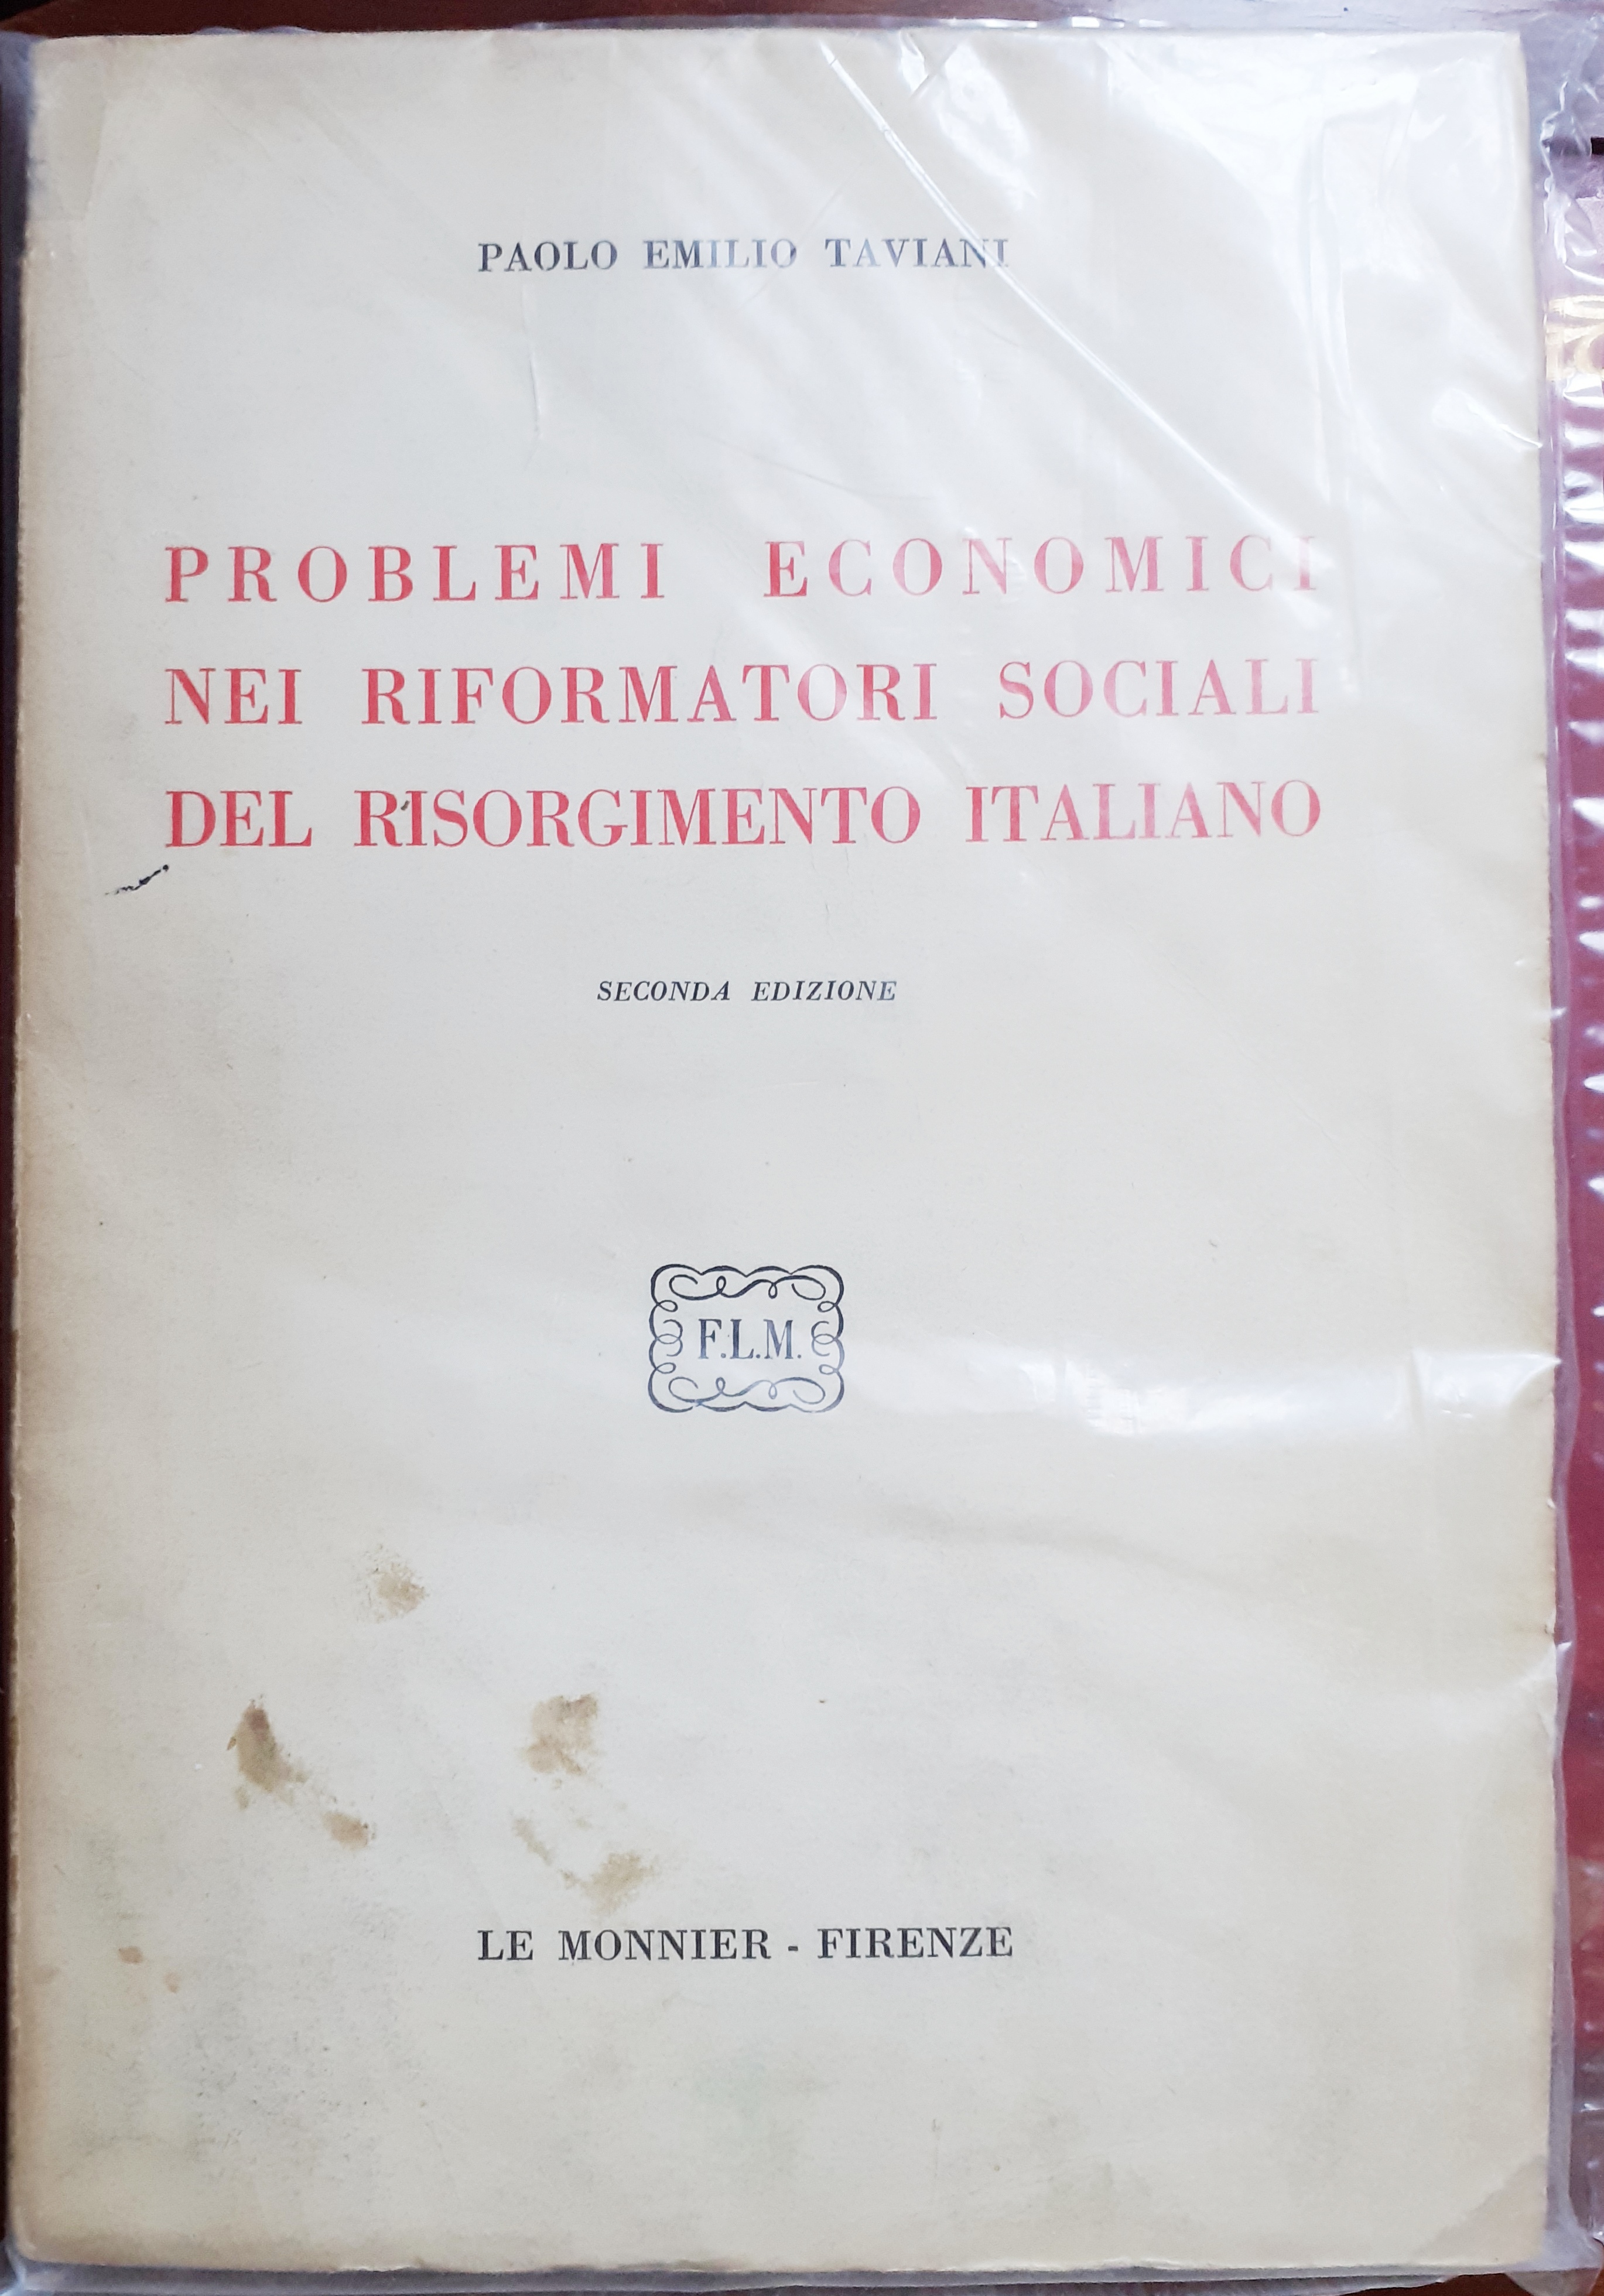 PAOLO EMILIO TAVIANI
PROBLEMI ECONOMICI
NEI RIFORMATORI SOCIALI
DEL RISORGIMENTO ITALIANO
SECONDA EDIZIONE
F.L.M.
LE MONNIER - FIRENZE